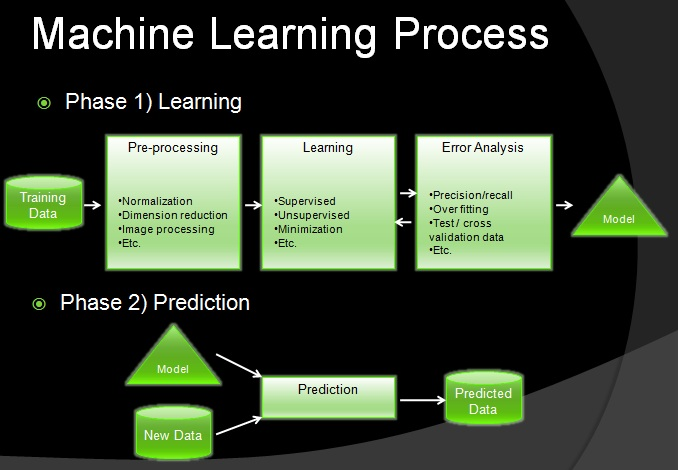 Machine Learning Process
Phase 1) Learning
Training
Data
Pre-processing
•Normalization
•Dimension reduction
•Image processing
•Etc.
Learning
•Supervised
•Unsupervised
•Minimization
•Etc.
Error Analysis
•Precision/recall
•Overfitting
•Test/ cross
validation data
•Etc.
Model
Phase 2) Prediction
Model
New Data
Prediction
Predicted
Data